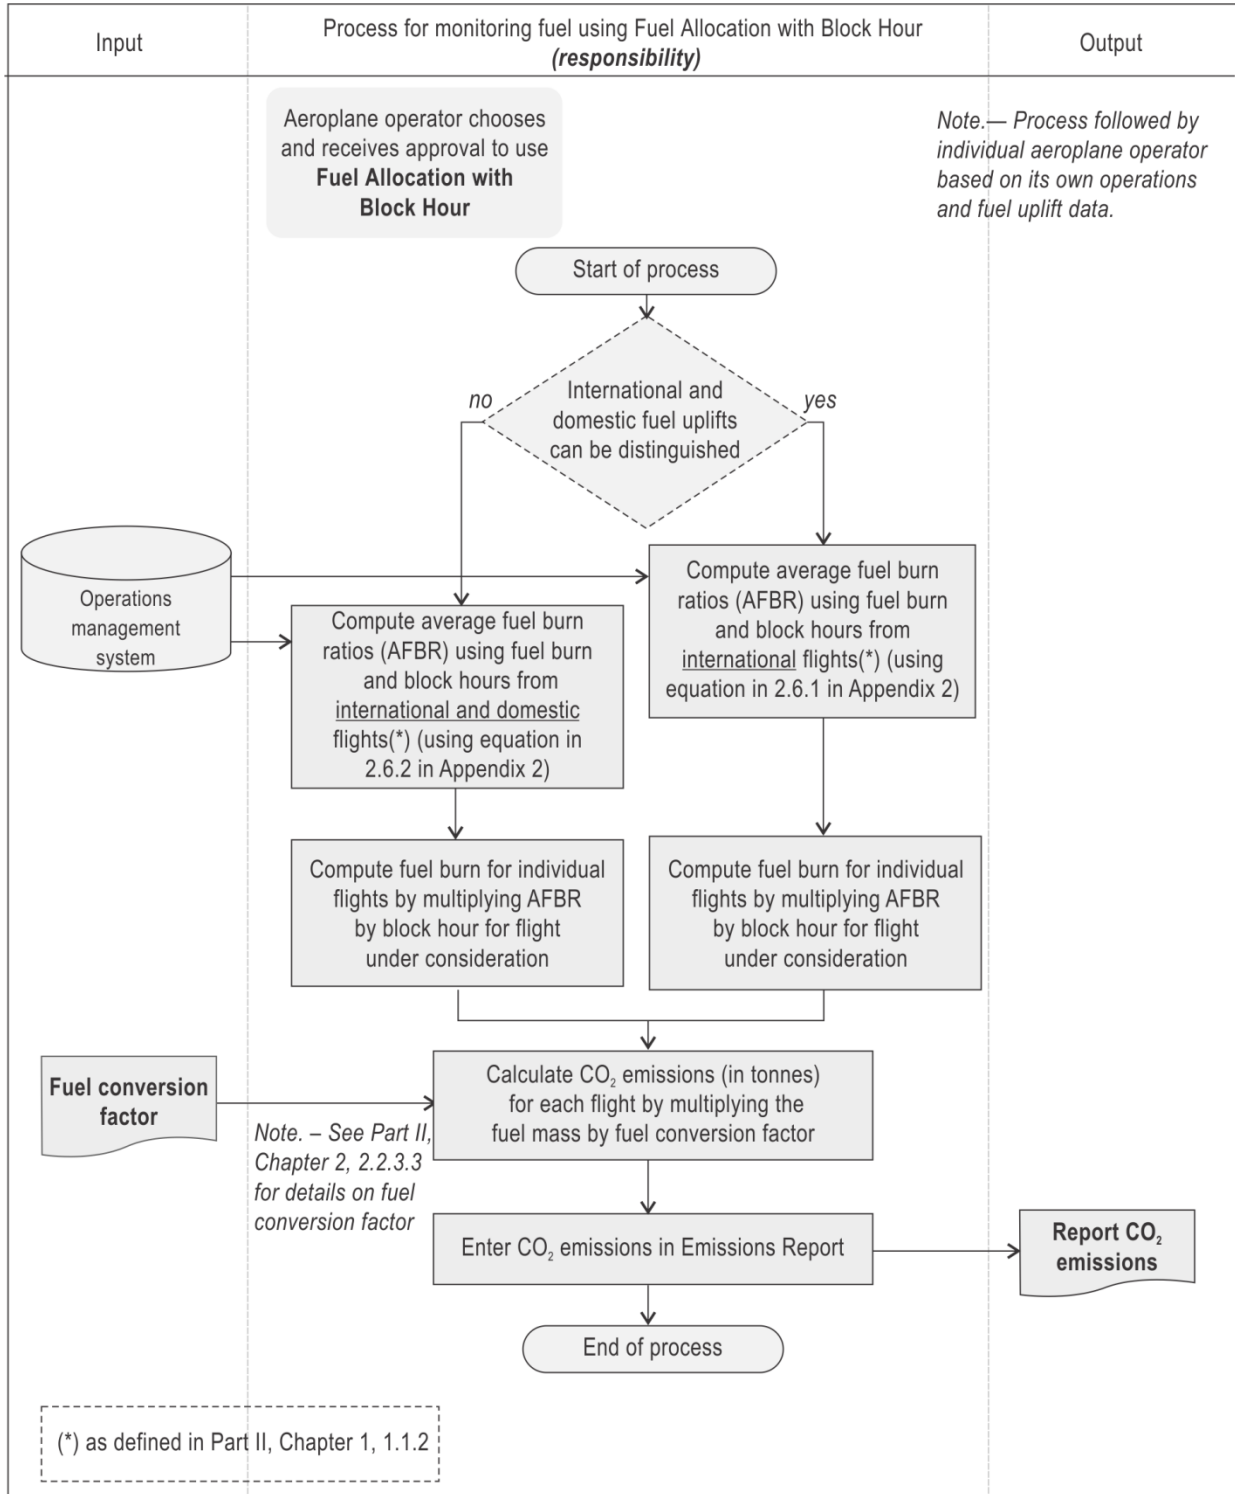 Input
Process for monitoring fuel using Fuel Allocation with Block Hour
(responsibility)
Output
Aeroplane operator chooses
and receives approval to use
Fuel Allocation with
Block Hour
Note.— Process followed by
individual aeroplane operator
based on its own operations
and fuel uplift data.
Start of process
International and
domestic fuel uplifts
can be distinguished
no
yes
Operations
management
system
Compute average fuel burn
ratios (AFBR) using fuel burn
and block hours from
international and domestic
flights(*) (using equation in
2.6.2 in Appendix 2)
Compute average fuel burn
ratios (AFBR) using fuel burn
and block hours from
international flights(*) (using
equation in 2.6.1 in Appendix 2)
Compute fuel burn for individual
flights by multiplying AFBR
by block hour for flight
under consideration
Compute fuel burn for individual
flights by multiplying AFBR
by block hour for flight
under consideration
Fuel conversion
factor
Note. – See Part II,
Chapter 2, 2.2.3.3
for details on fuel
conversion factor
Calculate CO₂ emissions (in tonnes)
for each flight by multiplying the
fuel mass by fuel conversion factor
Enter CO₂ emissions in Emissions Report
Report CO₂
emissions
End of process
(*) as defined in Part II, Chapter 1, 1.1.2